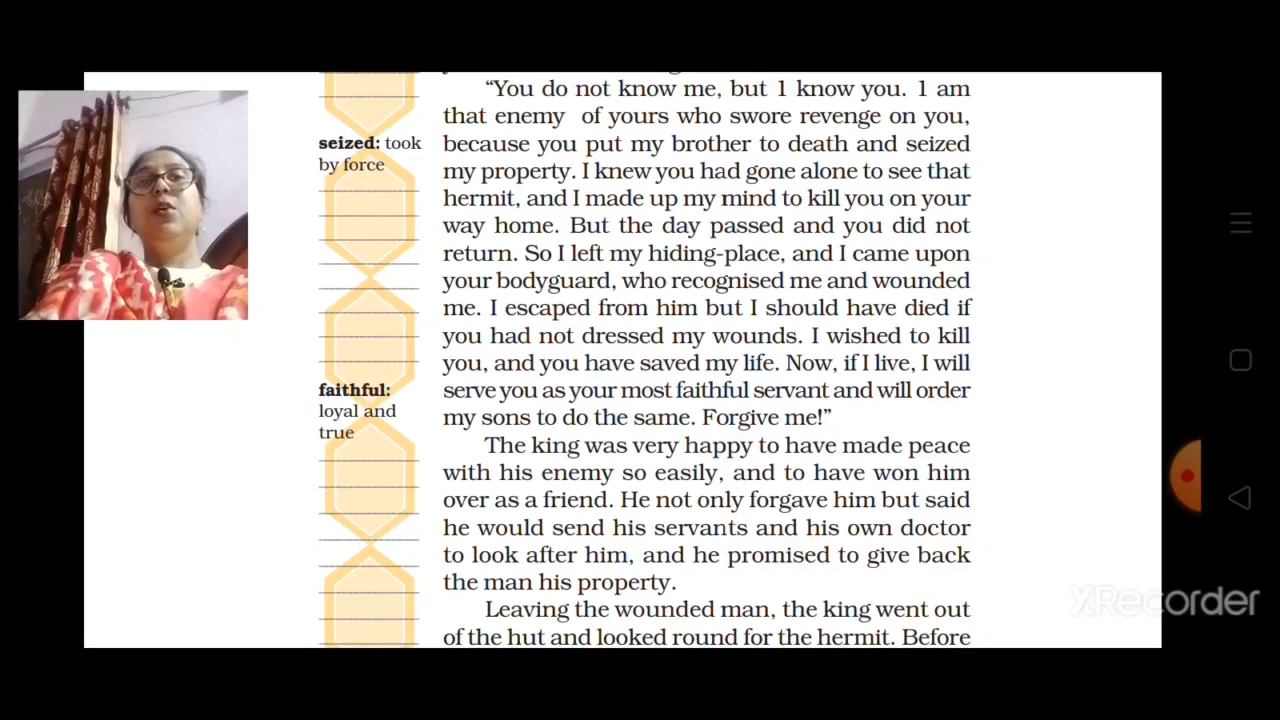 "You do not know me, but 1 know you. 1 am
that enemy of yours who swore revenge on you,
because you put my brother to death and seized
my property. I knew you had gone alone to see that
hermit, and I made up my mind to kill you on your
way home. But the day passed and you did not
return. So I left my hiding-place, and I came upon
your bodyguard, who recognised me and wounded
me. I escaped from him but I should have died if
you had not dressed my wounds. I wished to kill
you, and you have saved my life. Now, if I live, I will
serve you as your most faithful servant and will order
my sons to do the same. Forgive me!"
The king was very happy to have made peace
with his enemy so easily, and to have won him
over as a friend. He not only forgave him but said
he would send his servants and his own doctor
to look after him, and he promised to give back
the man his property.
Leaving the wounded man, the king went out
of the hut and looked round for the hermit. Before
seized: took
by force
faithful:
loyal and
true
XRecorder